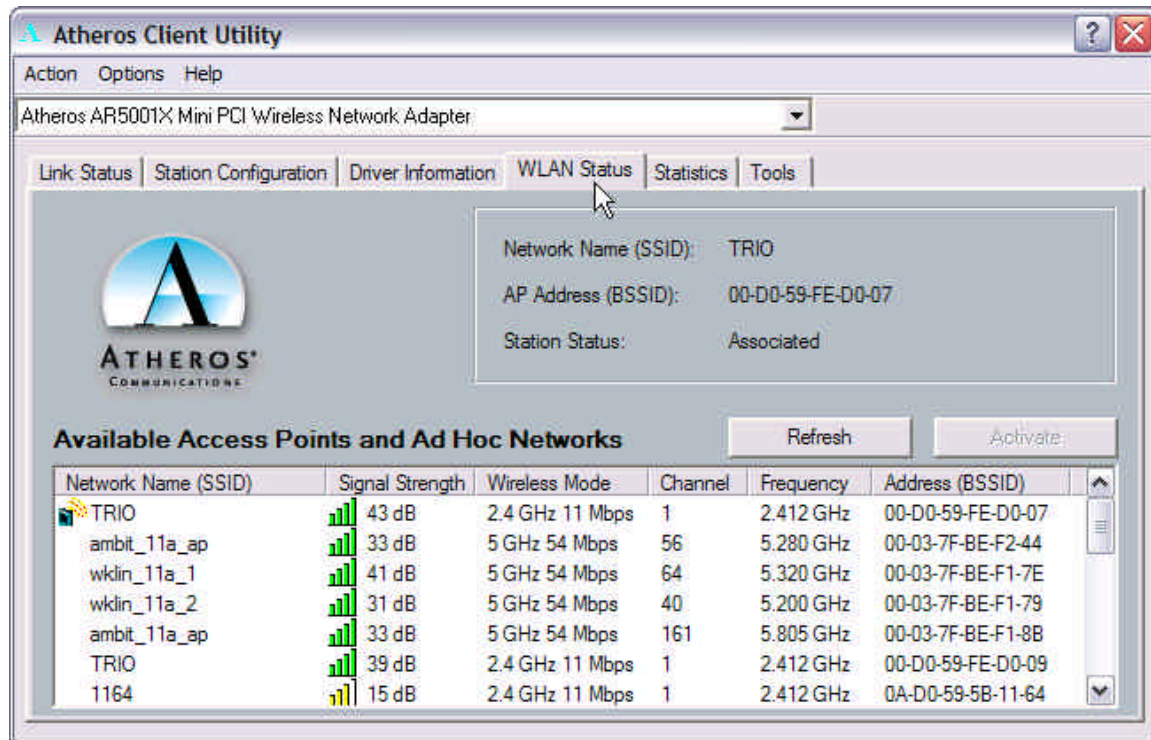 Atheros Client Utility
Action Options Help
Atheros AR5001X Mini PCI Wireless Network Adapter
Link Status Station Configuration Driver Information WLAN Status Statistics Tools
Network Name (SSID): TRIO
AP Address (BSSID): 00-D0-59-FE-D0-07
Station Status: Associated
A
ATHEROS®
COMMUNICATIONS
Available Access Points and Ad Hoc Networks Refresh Activate
Network Name (SSID) Signal Strength Wireless Mode Channel Frequency Address (BSSID)
TRIO 43 dB 2.4 GHz 11 Mbps 1 2.412 GHz 00-D0-59-FE-D0-07
ambit_11a_ap 33 dB 5 GHz 54 Mbps 56 5.280 GHz 00-03-7F-BE-F2-44
wklin_11a_1 41 dB 5 GHz 54 Mbps 64 5.320 GHz 00-03-7F-BE-F1-7E
wklin_11a_2 31 dB 5 GHz 54 Mbps 40 5.200 GHz 00-03-7F-BE-F1-79
ambit_11a_ap 33 dB 5 GHz 54 Mbps 161 5.805 GHz 00-03-7F-BE-F1-8B
TRIO 39 dB 2.4 GHz 11 Mbps 1 2.412 GHz 00-D0-59-FE-D0-09
1164 15 dB 2.4 GHz 11 Mbps 1 2.412 GHz 0A-D0-59-5B-11-64